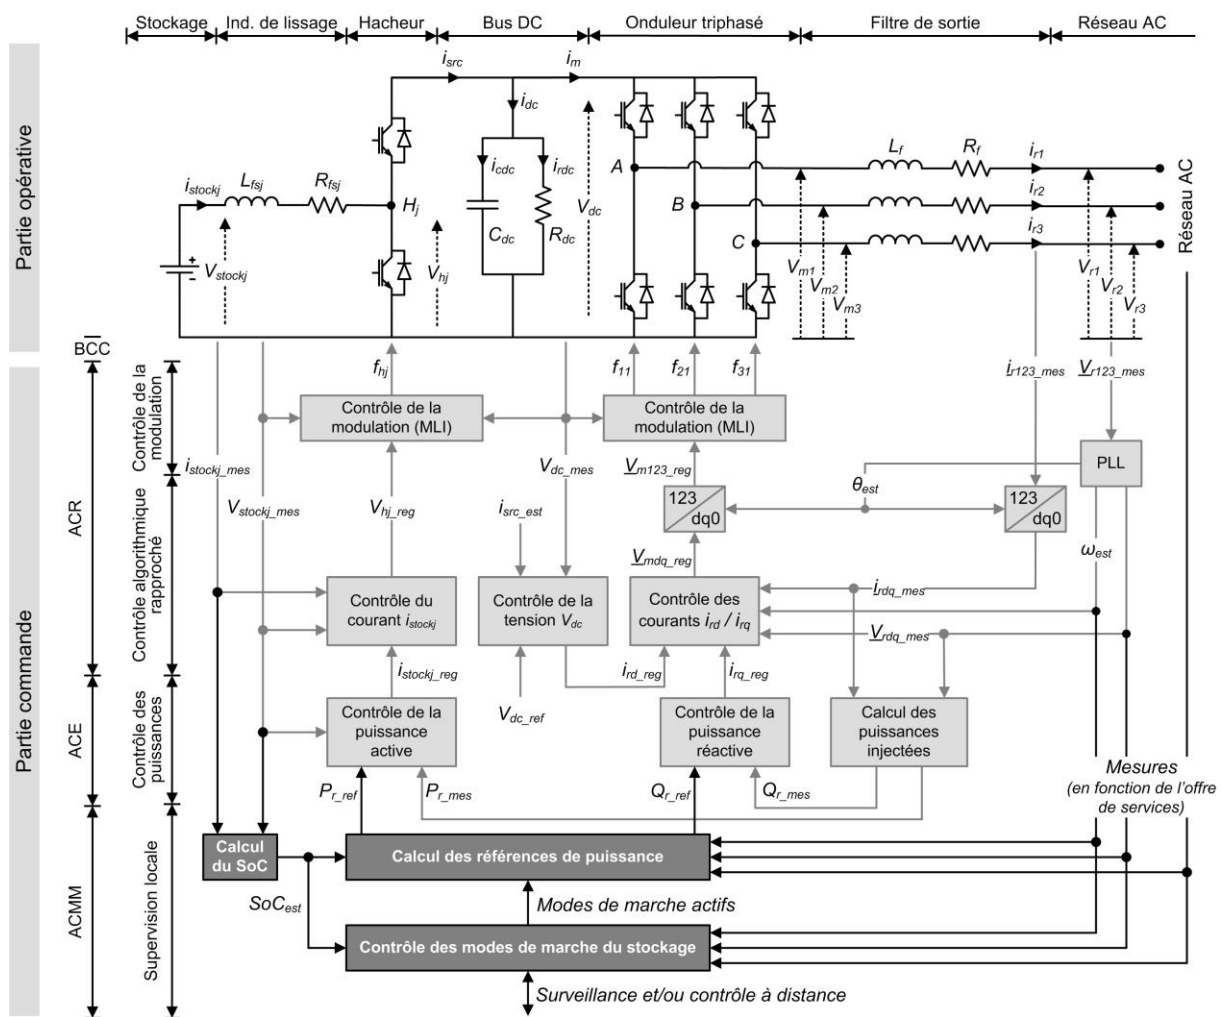 Stockage
Ind. de lissage
Hacheur
Bus DC
Onduleur triphasé
Filtre de sortie
Réseau AC
Partie opérative
i_src
i_m
i_dc
i_cdc
i_rdc
C_dc
R_dc
V_dc
i_stockj
L_fsj
R_fsj
H_j
V_stockj
+
-
V_hj
A
B
C
L_f
R_f
i_r1
i_r2
i_r3
V_m1
V_m2
V_m3
V_r1
V_r2
V_r3
Réseau AC
BCC
Partie commande
ACR
ACE
ACMM
Contrôle de la
modulation
Contrôle algorithmique
rapproché
Contrôle des
puissances
Supervision locale
f_hj
f_11
f_21
f_31
i_r123_mes
V_r123_mes
Contrôle de la
modulation (MLI)
Contrôle de la
modulation (MLI)
i_stockj_mes
V_dc_mes
V_m123_reg
PLL
V_stockj_mes
V_hj_reg
i_src_est
123
dq0
θ_est
123
dq0
V_mdq_reg
ω_est
Contrôle du
courant i_stockj
Contrôle de la
tension V_dc
Contrôle des
courants i_rd / i_rq
i_rdq_mes
V_rdq_mes
i_stockj_reg
i_rd_reg
i_rq_reg
V_dc_ref
Contrôle de la
puissance
active
Contrôle de la
puissance
réactive
Calcul des
puissances
injectées
P_r_ref
P_r_mes
Q_r_ref
Q_r_mes
Mesures
(en fonction de l'offre
de services)
Calcul
du SoC
Calcul des références de puissance
SoC_est
Modes de marche actifs
Contrôle des modes de marche du stockage
Surveillance et/ou contrôle à distance